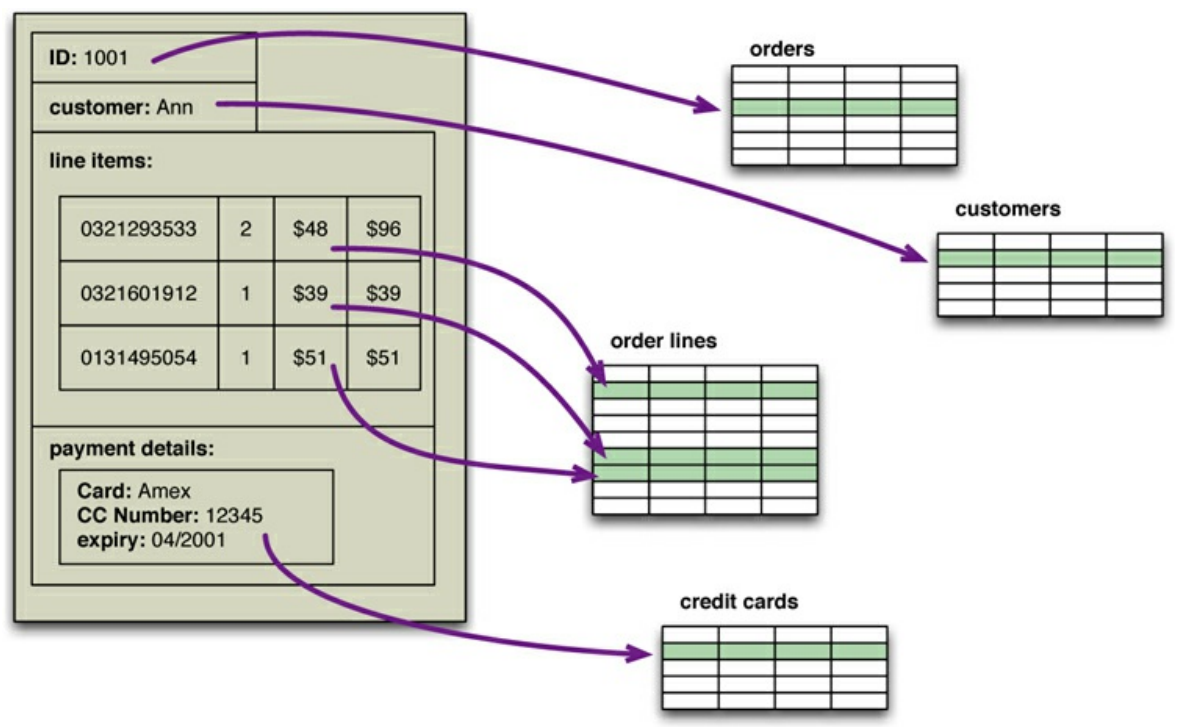 ID: 1001
customer: Ann
line items:
0321293533 2 $48 $96
0321601912 1 $39 $39
0131495054 1 $51 $51
payment details:
Card: Amex
CC Number: 12345
expiry: 04/2001
orders
customers
order lines
credit cards